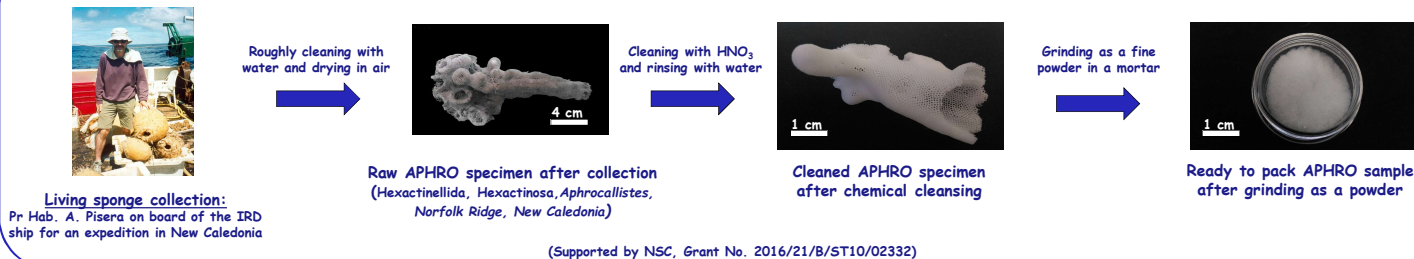 Roughly cleaning with
water and drying in air
Cleaning with HNO₃
and rinsing with water
Grinding as a fine
powder in a mortar
4 cm
1 cm
1 cm
Living sponge collection:
Pr Hab. A. Pisera on board of the IRD
ship for an expedition in New Caledonia
Raw APHRO specimen after collection
(Hexactinellida, Hexactinosa,Aphrocallistes,
Norfolk Ridge, New Caledonia)
Cleaned APHRO specimen
after chemical cleansing
Ready to pack APHRO sample
after grinding as a powder
(Supported by NSC, Grant No. 2016/21/B/ST10/02332)